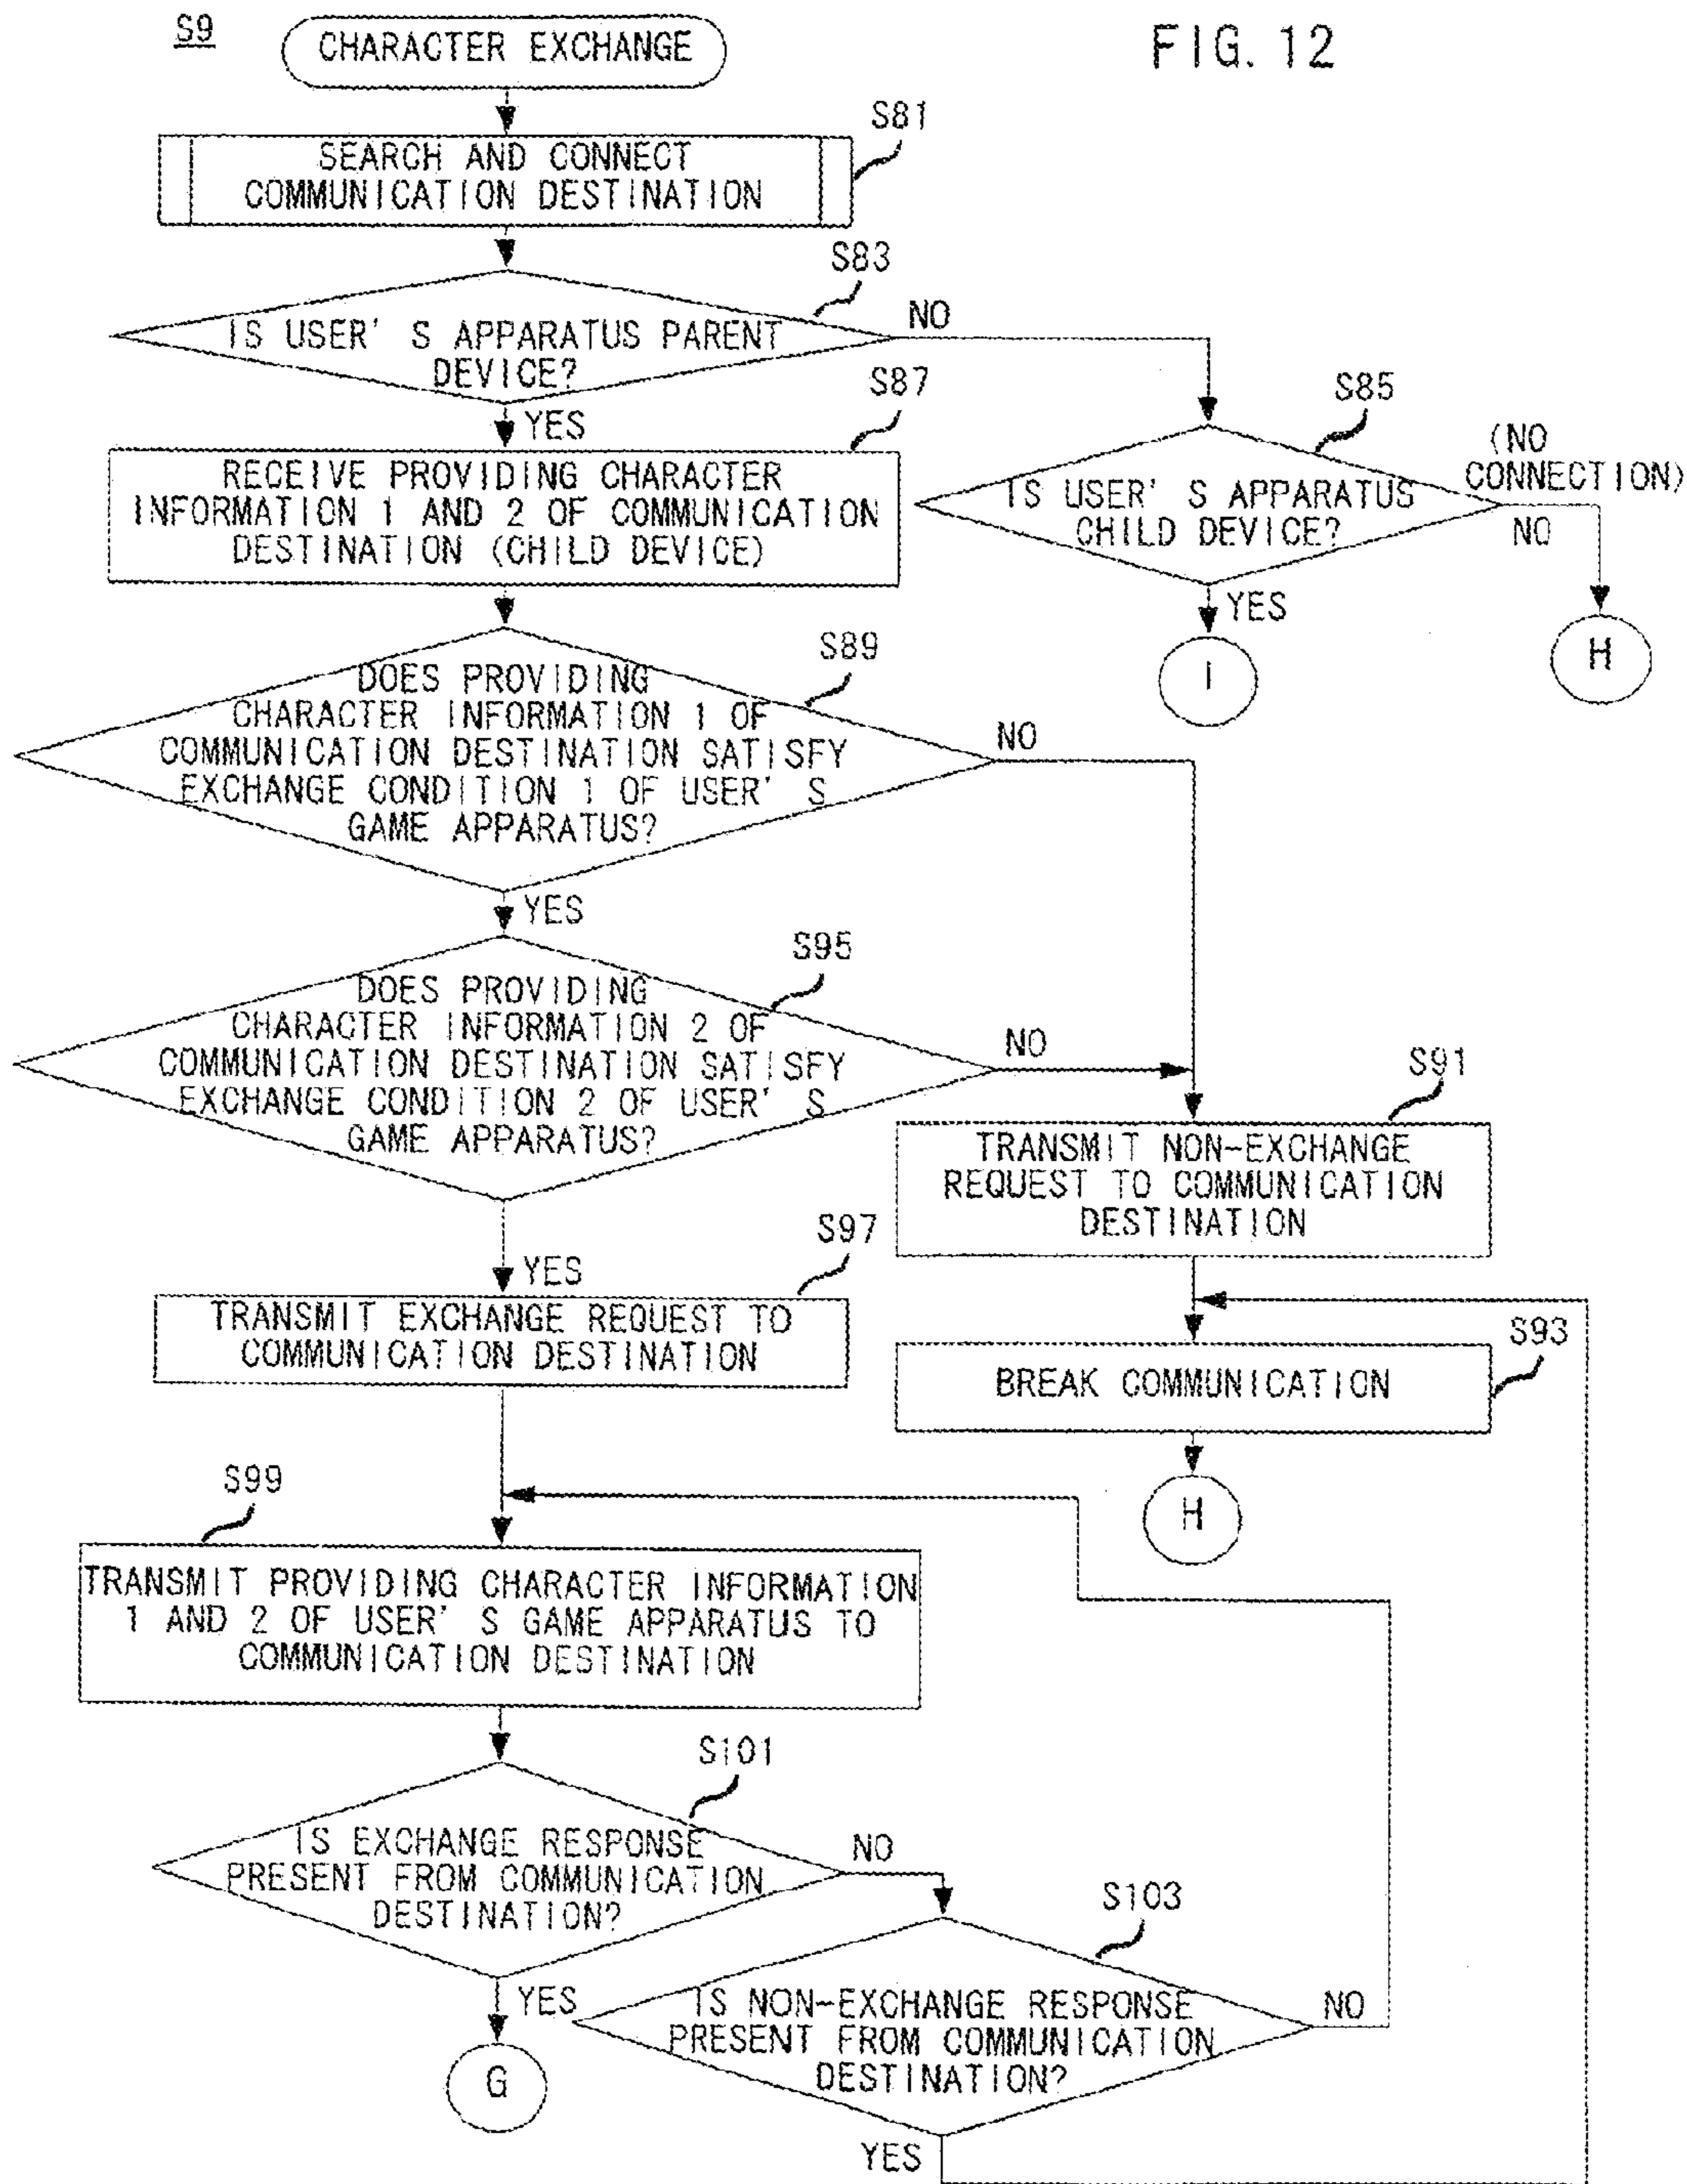 S9
CHARACTER EXCHANGE
FIG. 12
S81
SEARCH AND CONNECT
COMMUNICATION DESTINATION
S83
IS USER'S APPARATUS PARENT
DEVICE?
NO
YES
S87
RECEIVE PROVIDING CHARACTER
INFORMATION 1 AND 2 OF COMMUNICATION
DESTINATION (CHILD DEVICE)
S85
IS USER'S APPARATUS
CHILD DEVICE?
(NO
CONNECTION)
NO
YES
I
H
S89
DOES PROVIDING
CHARACTER INFORMATION 1 OF
COMMUNICATION DESTINATION SATISFY
EXCHANGE CONDITION 1 OF USER'S
GAME APPARATUS?
NO
YES
S95
DOES PROVIDING
CHARACTER INFORMATION 2 OF
COMMUNICATION DESTINATION SATISFY
EXCHANGE CONDITION 2 OF USER'S
GAME APPARATUS?
NO
YES
S91
TRANSMIT NON-EXCHANGE
REQUEST TO COMMUNICATION
DESTINATION
S97
TRANSMIT EXCHANGE REQUEST TO
COMMUNICATION DESTINATION
S93
BREAK COMMUNICATION
H
S99
TRANSMIT PROVIDING CHARACTER INFORMATION
1 AND 2 OF USER'S GAME APPARATUS TO
COMMUNICATION DESTINATION
S101
IS EXCHANGE RESPONSE
PRESENT FROM COMMUNICATION
DESTINATION?
NO
YES
G
S103
IS NON-EXCHANGE RESPONSE
PRESENT FROM COMMUNICATION
DESTINATION?
NO
YES